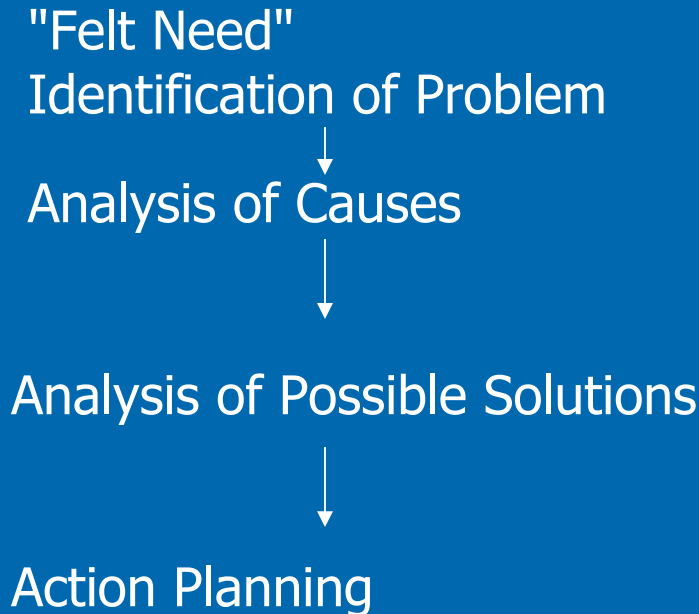 "Felt Need"
Identification of Problem
Analysis of Causes
Analysis of Possible Solutions
Action Planning